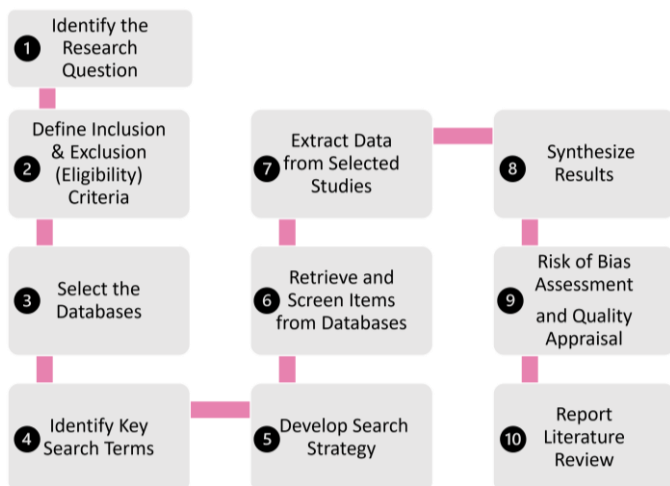 1
Identify the
Research
Question
2
Define Inclusion
& Exclusion
(Eligibility)
Criteria
3
Select the
Databases
4
Identify Key
Search Terms
5
Develop Search
Strategy
6
Retrieve and
Screen Items
from Databases
7
Extract Data
from Selected
Studies
8
Synthesize
Results
9
Risk of Bias
Assessment
and Quality
Appraisal
10
Report
Literature
Review